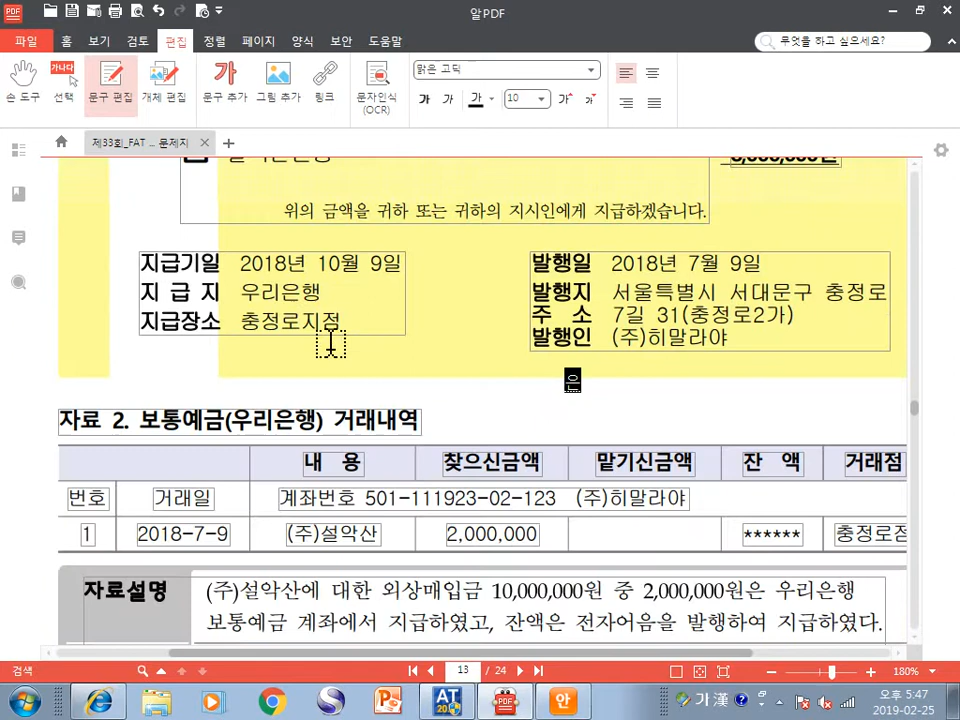 알PDF
파일 홈 보기 검토 편집 정렬 페이지 양식 보안 도움말
무엇을 하고 싶으세요?
손 도구 선택 문구 편집 개체 편집 문구 추가 그림 추가 링크 문자인식
(OCR)
맑은 고딕
가 가 가 10 가 가
제33회_FAT ... 문제지
위의 금액을 귀하 또는 귀하의 지시인에게 지급하겠습니다.
지급기일 2018년 10월 9일
지 급 지 우리은행
지급장소 충정로지점
발행일 2018년 7월 9일
발행지 서울특별시 서대문구 충정로
주 소 7길 31(충정로2가)
발행인 (주)히말라야
은
자료 2. 보통예금(우리은행) 거래내역
내 용 찾으신금액 맡기신금액 잔 액 거래점
번호 거래일 계좌번호 501-111923-02-123 (주)히말라야
1 2018-7-9 (주)설악산 2,000,000 ****** 충정로점
자료설명 (주)설악산에 대한 외상매입금 10,000,000원 중 2,000,000원은 우리은행
보통예금 계좌에서 지급하였고, 잔액은 전자어음을 발행하여 지급하였다.
검색 13 / 24 180%
가漢
오후 5:47
2019-02-25